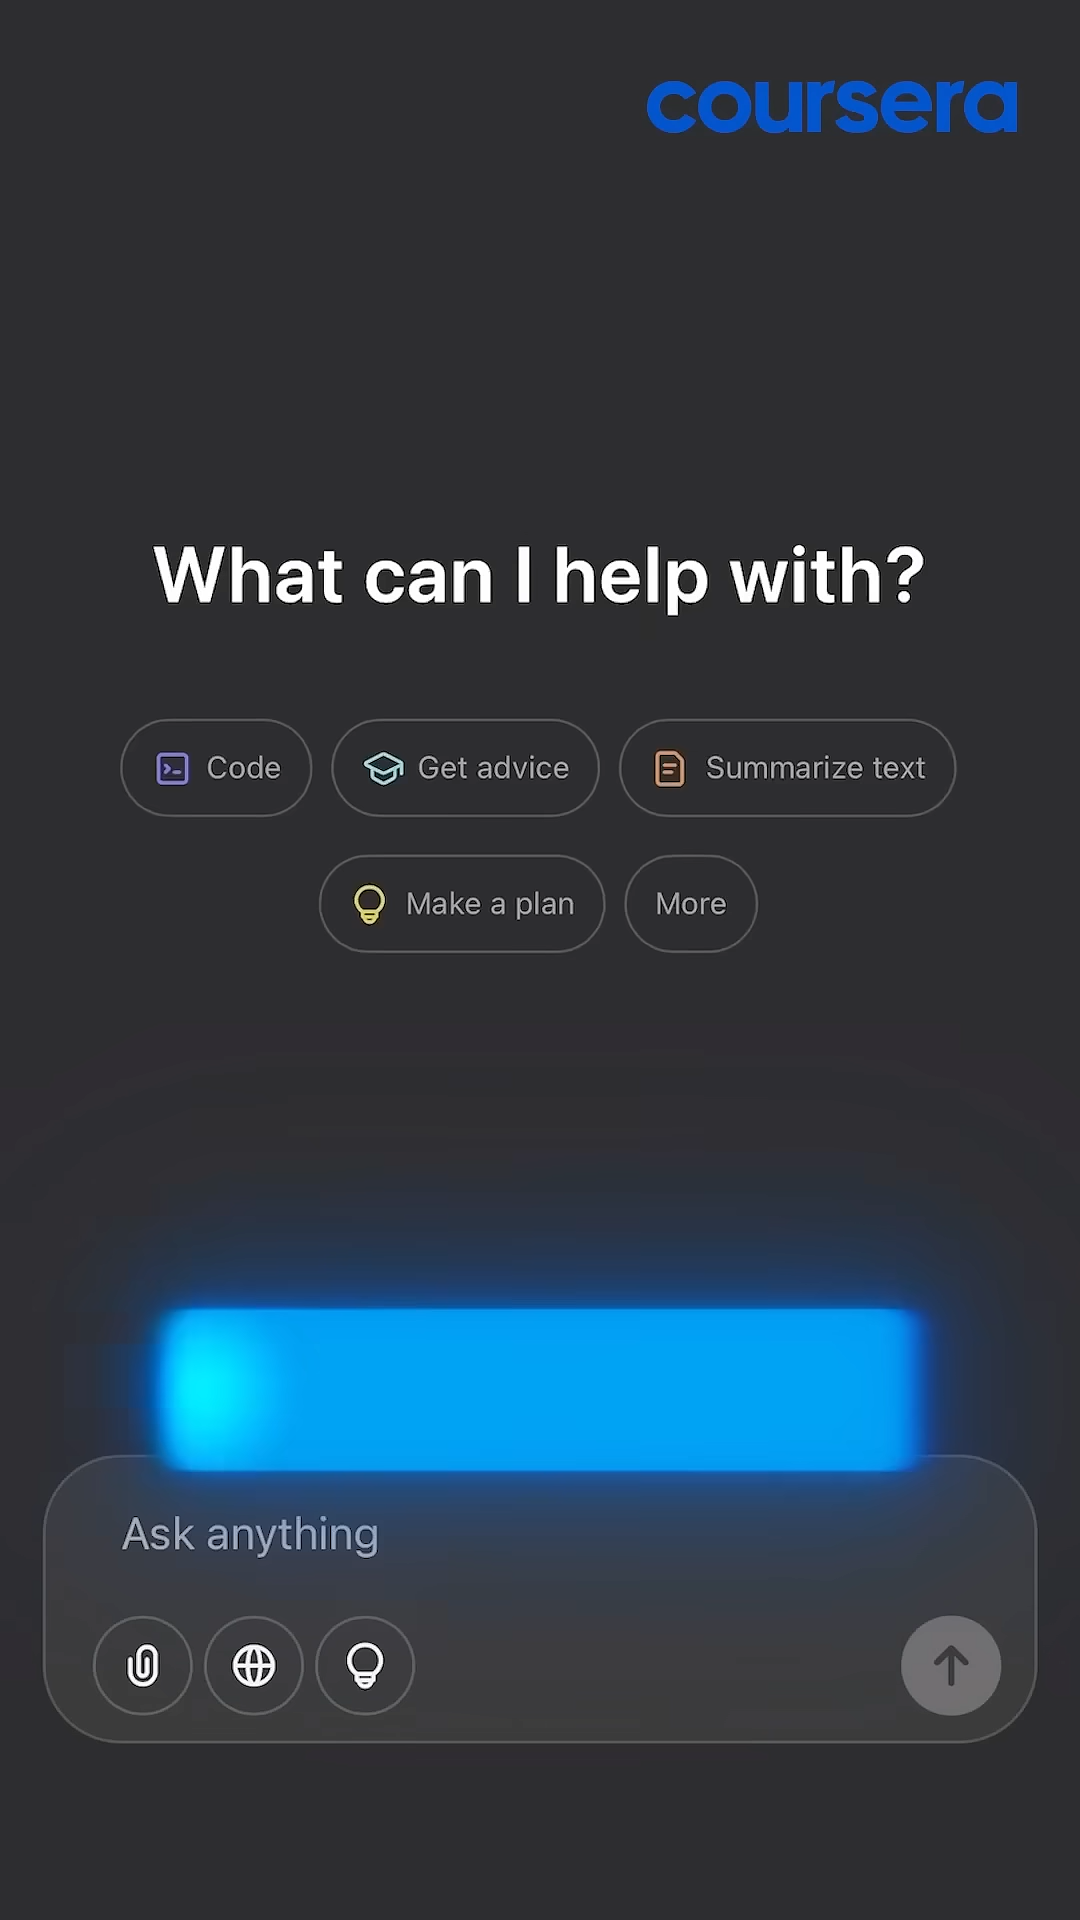 coursera
What can I help with?
Code
Get advice
Summarize text
Make a plan
More
Ask anything